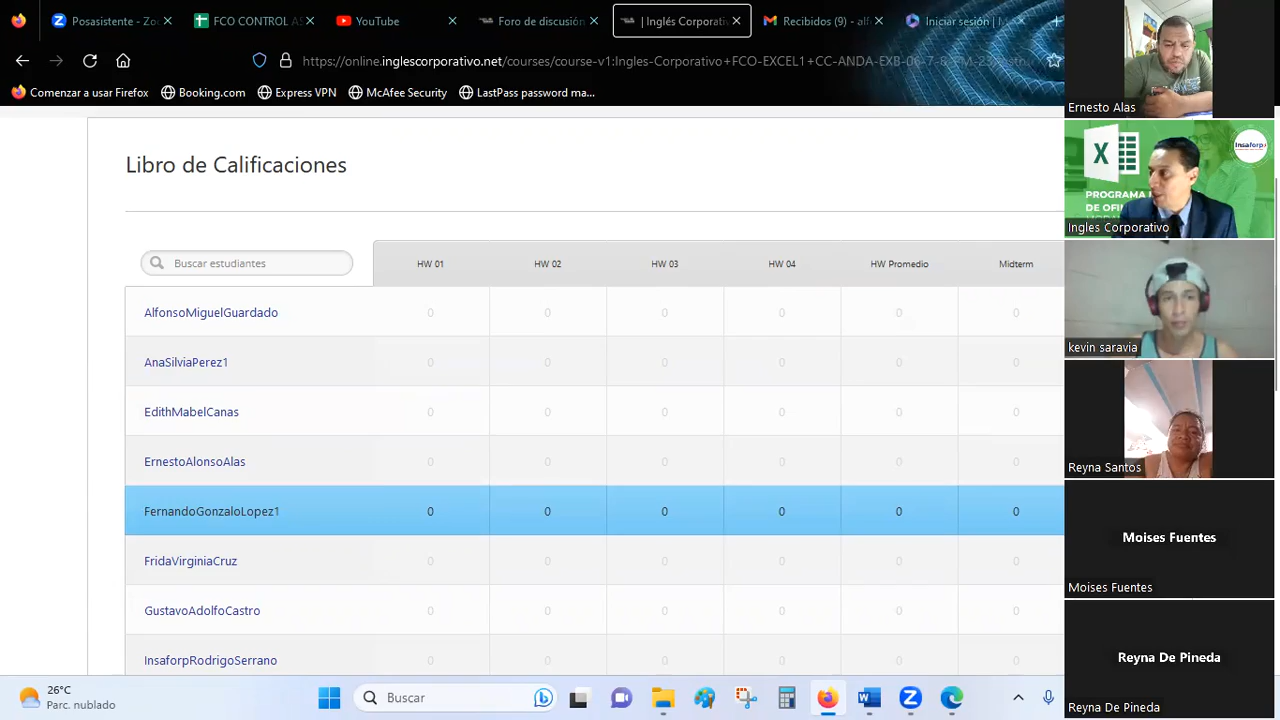 Posasistente - Zo
FCO CONTROL A
YouTube
Foro de discusión
| Inglés Corporati
Recibidos (9) - al
Iniciar sesión | M
https://online.inglescorporativo.net/courses/course-v1:Ingles-Corporativo+FCO-EXCEL1+CC-ANDA-EXB-06-7-8
Comenzar a usar Firefox
Booking.com
Express VPN
McAfee Security
LastPass password ma...
Libro de Calificaciones
Buscar estudiantes
HW 01 HW 02 HW 03 HW 04 HW Promedio Midterm
AlfonsoMiguelGuardado 0 0 0 0 0 0
AnaSilviaPerez1 0 0 0 0 0 0
EdithMabelCanas 0 0 0 0 0 0
ErnestoAlonsoAlas 0 0 0 0 0 0
FernandoGonzaloLopez1 0 0 0 0 0 0
FridaVirginiaCruz 0 0 0 0 0 0
GustavoAdolfoCastro 0 0 0 0 0 0
InsaforpRodrigoSerrano 0 0 0 0 0 0
Ernesto Alas
X
Insaforp
PROGRAMA
DE OFI
Ingles Corporativo
kevin saravia
Reyna Santos
Moises Fuentes
Moises Fuentes
Reyna De Pineda
Reyna De Pineda
26°C
Parc. nublado
Buscar